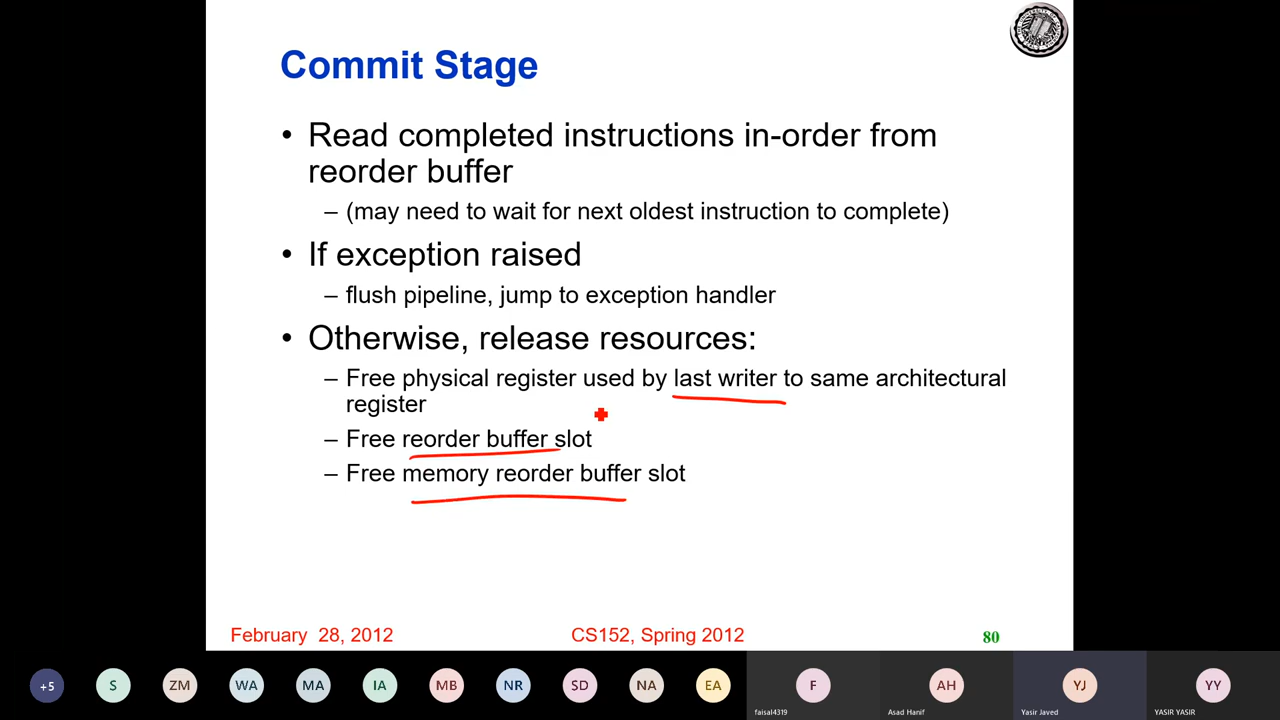 Commit Stage
• Read completed instructions in-order from
reorder buffer
– (may need to wait for next oldest instruction to complete)
• If exception raised
– flush pipeline, jump to exception handler
• Otherwise, release resources:
– Free physical register used by last writer to same architectural
register
– Free reorder buffer slot
– Free memory reorder buffer slot
February 28, 2012 CS152, Spring 2012 80
+5 S ZM WA MA IA MB NR SD NA EA F AH YJ YY
faisal4319 Asad Hanif Yasir Javed YASIR YASIR